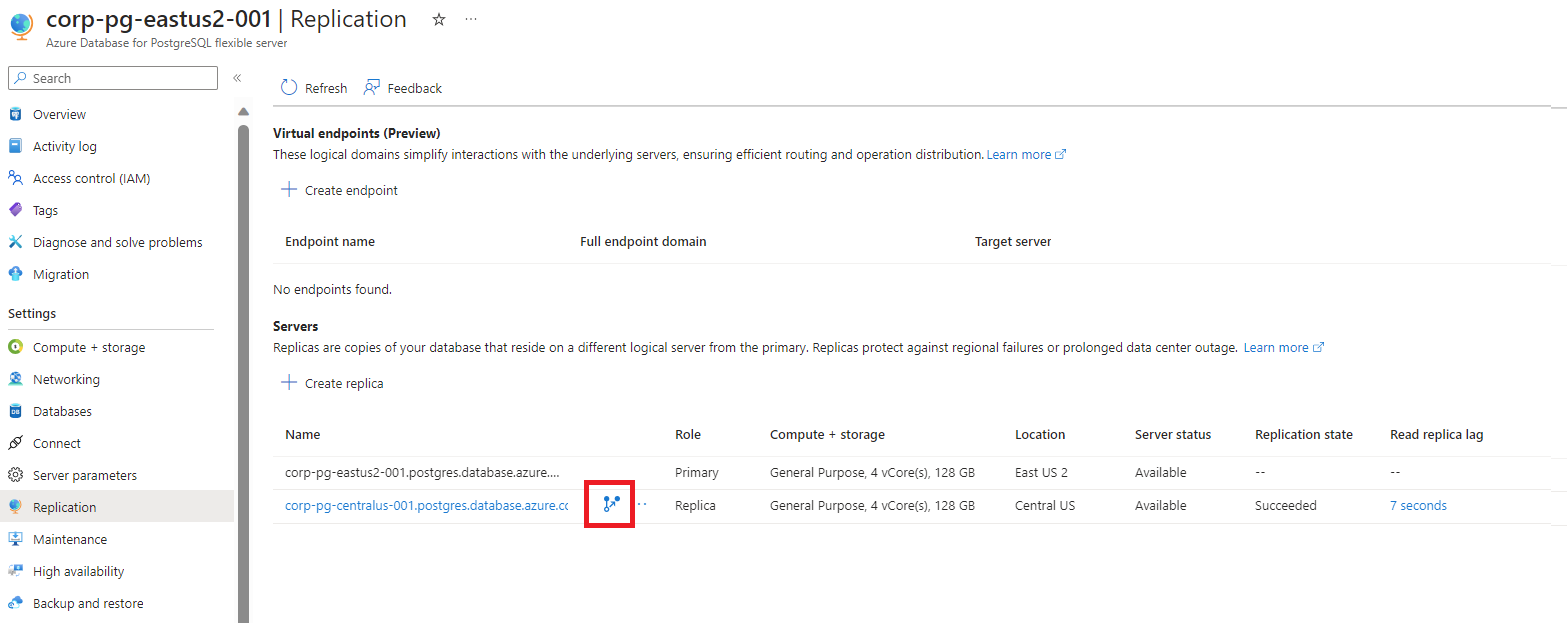 corp-pg-eastus2-001 | Replication
Azure Database for PostgreSQL flexible server
Search
Overview
Activity log
Access control (IAM)
Tags
Diagnose and solve problems
Migration
Settings
Compute + storage
Networking
Databases
Connect
Server parameters
Replication
Maintenance
High availability
Backup and restore
Refresh Feedback
Virtual endpoints (Preview)
These logical domains simplify interactions with the underlying servers, ensuring efficient routing and operation distribution. Learn more
Create endpoint
Endpoint name Full endpoint domain Target server
No endpoints found.
Servers
Replicas are copies of your database that reside on a different logical server from the primary. Replicas protect against regional failures or prolonged data center outage. Learn more
Create replica
Name Role Compute + storage Location Server status Replication state Read replica lag
corp-pg-eastus2-001.postgres.database.azure.... Primary General Purpose, 4 vCore(s), 128 GB East US 2 Available -- --
corp-pg-centralus-001.postgres.database.azure.cc Replica General Purpose, 4 vCore(s), 128 GB Central US Available Succeeded 7 seconds